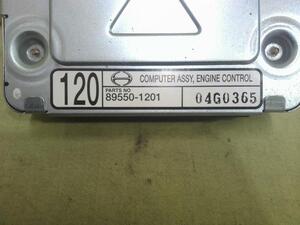 120
COMPUTER ASSY, ENGINE CONTROL
PARTS NO
89550-1201
04G0365